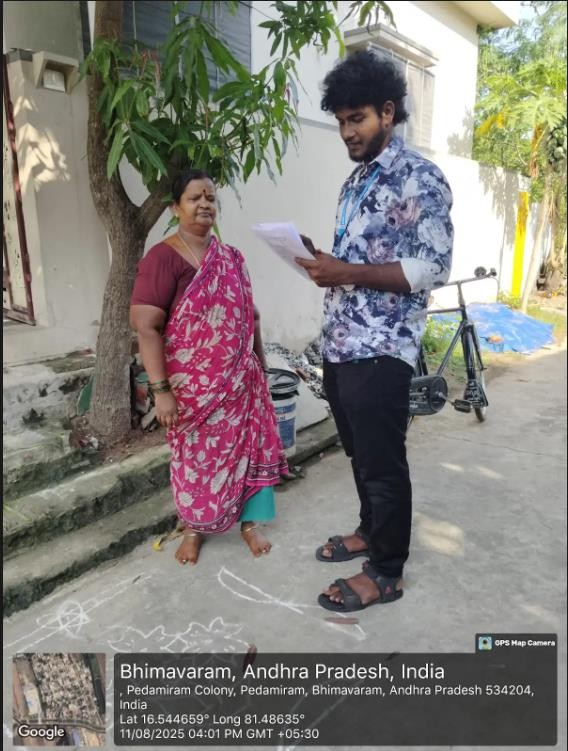 GPS Map Camera
Bhimavaram, Andhra Pradesh, India
, Pedamiram Colony, Pedamiram, Bhimavaram, Andhra Pradesh 534204,
India
Lat 16.544659° Long 81.48635°
11/08/2025 04:01 PM GMT +05:30
Google